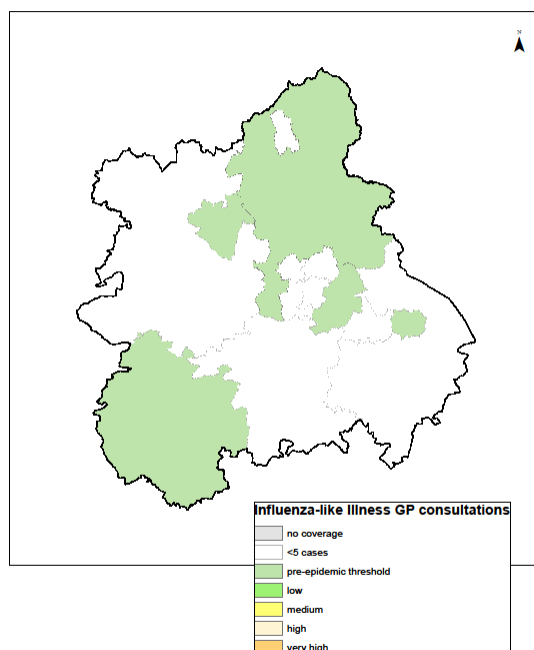 N
Influenza-like Illness GP consultations
no coverage
<5 cases
pre-epidemic threshold
low
medium
high
very high